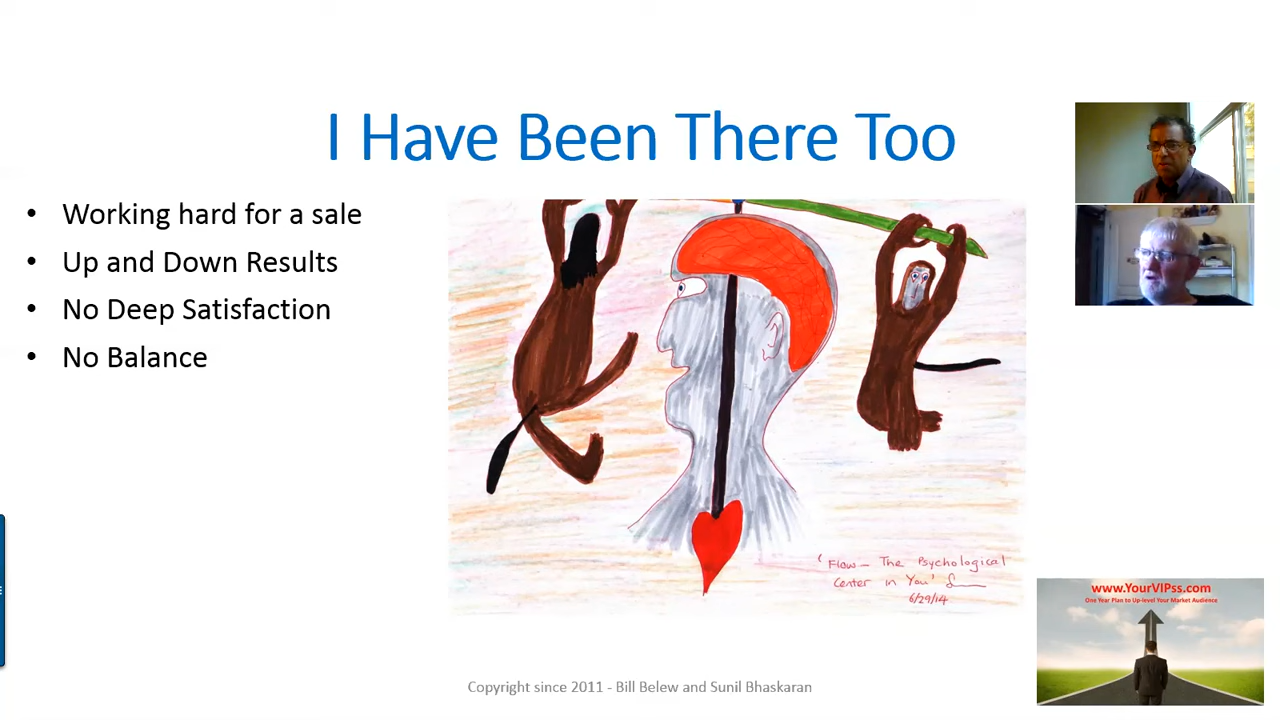 I Have Been There Too
• Working hard for a sale
• Up and Down Results
• No Deep Satisfaction
• No Balance
'Flow – The Psychological
Center in You'
6/29/14
www.YourVIPss.com
One Year Plan to Up-level Your Market Audience
Copyright since 2011 - Bill Belew and Sunil Bhaskaran